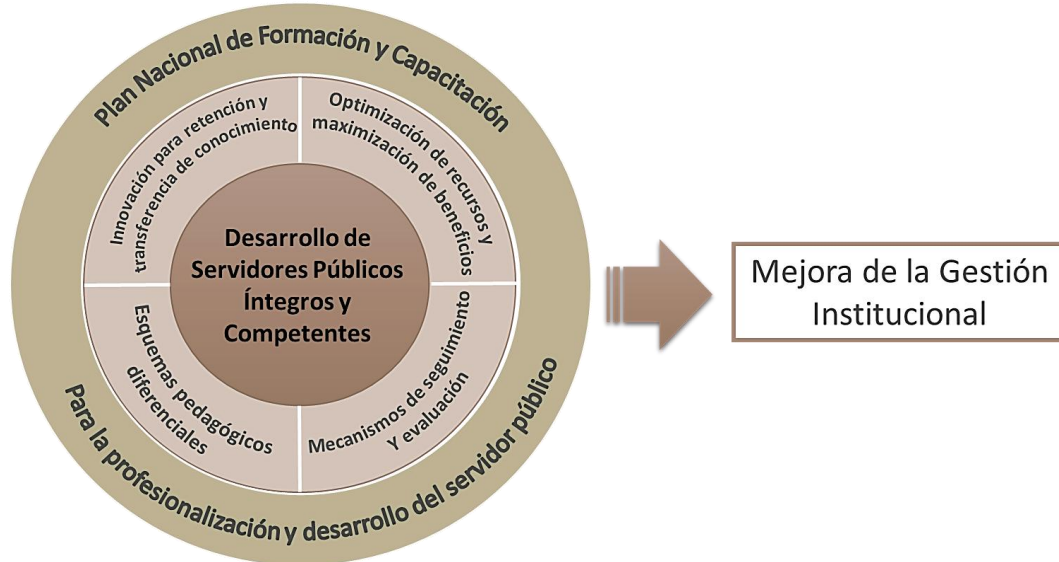 Plan Nacional de Formación y Capacitación
Innovación para retención y
transferencia de conocimiento
Optimización de recursos y
maximización de beneficios
Desarrollo de
Servidores Públicos
Íntegros y
Competentes
Esquemas pedagógicos
diferenciales
Mecanismos de seguimiento
Y evaluación
Para la profesionalización y desarrollo del servidor público
Mejora de la Gestión
Institucional